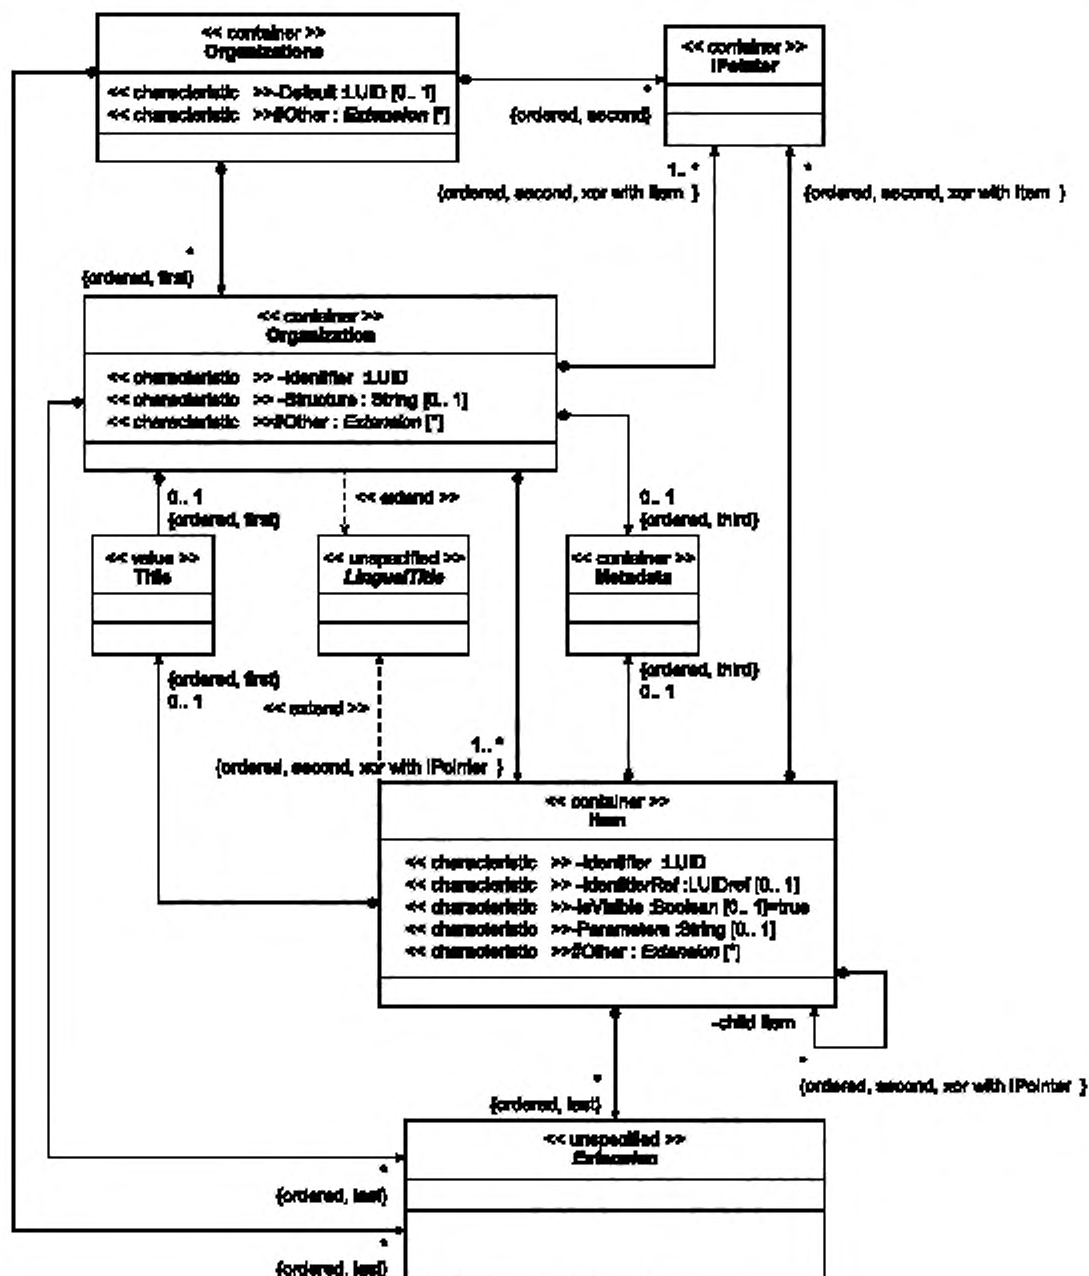 << container >>
Organizations
<< characteristic >>-Default :LUID [0.. 1]
<< characteristic >>#Other : Extension [*]
<< container >>
IPointer
*
{ordered, second}
1.. *
{ordered, second, xor with Item }
*
{ordered, second, xor with Item }
*
{ordered, first}
<< container >>
Organization
<< characteristic >>-Identifier :LUID
<< characteristic >>-Structure : String [0.. 1]
<< characteristic >>#Other : Extension [*]
0.. 1
{ordered, first}
<< extend >>
0.. 1
{ordered, third}
<< value >>
Title
<< unspecified >>
LingualTitle
<< container >>
Metadata
{ordered, first}
0.. 1
<< extend >>
{ordered, third}
0.. 1
1.. *
{ordered, second, xor with IPointer }
<< container >>
Item
<< characteristic >>-Identifier :LUID
<< characteristic >>-IdentifierRef :LUIDref [0.. 1]
<< characteristic >>-IsVisible :Boolean [0.. 1]=true
<< characteristic >>-Parameters :String [0.. 1]
<< characteristic >>#Other : Extension [*]
-child Item
*
{ordered, second, xor with IPointer }
*
{ordered, last}
<< unspecified >>
Extension
*
{ordered, last}
*
{ordered, last}